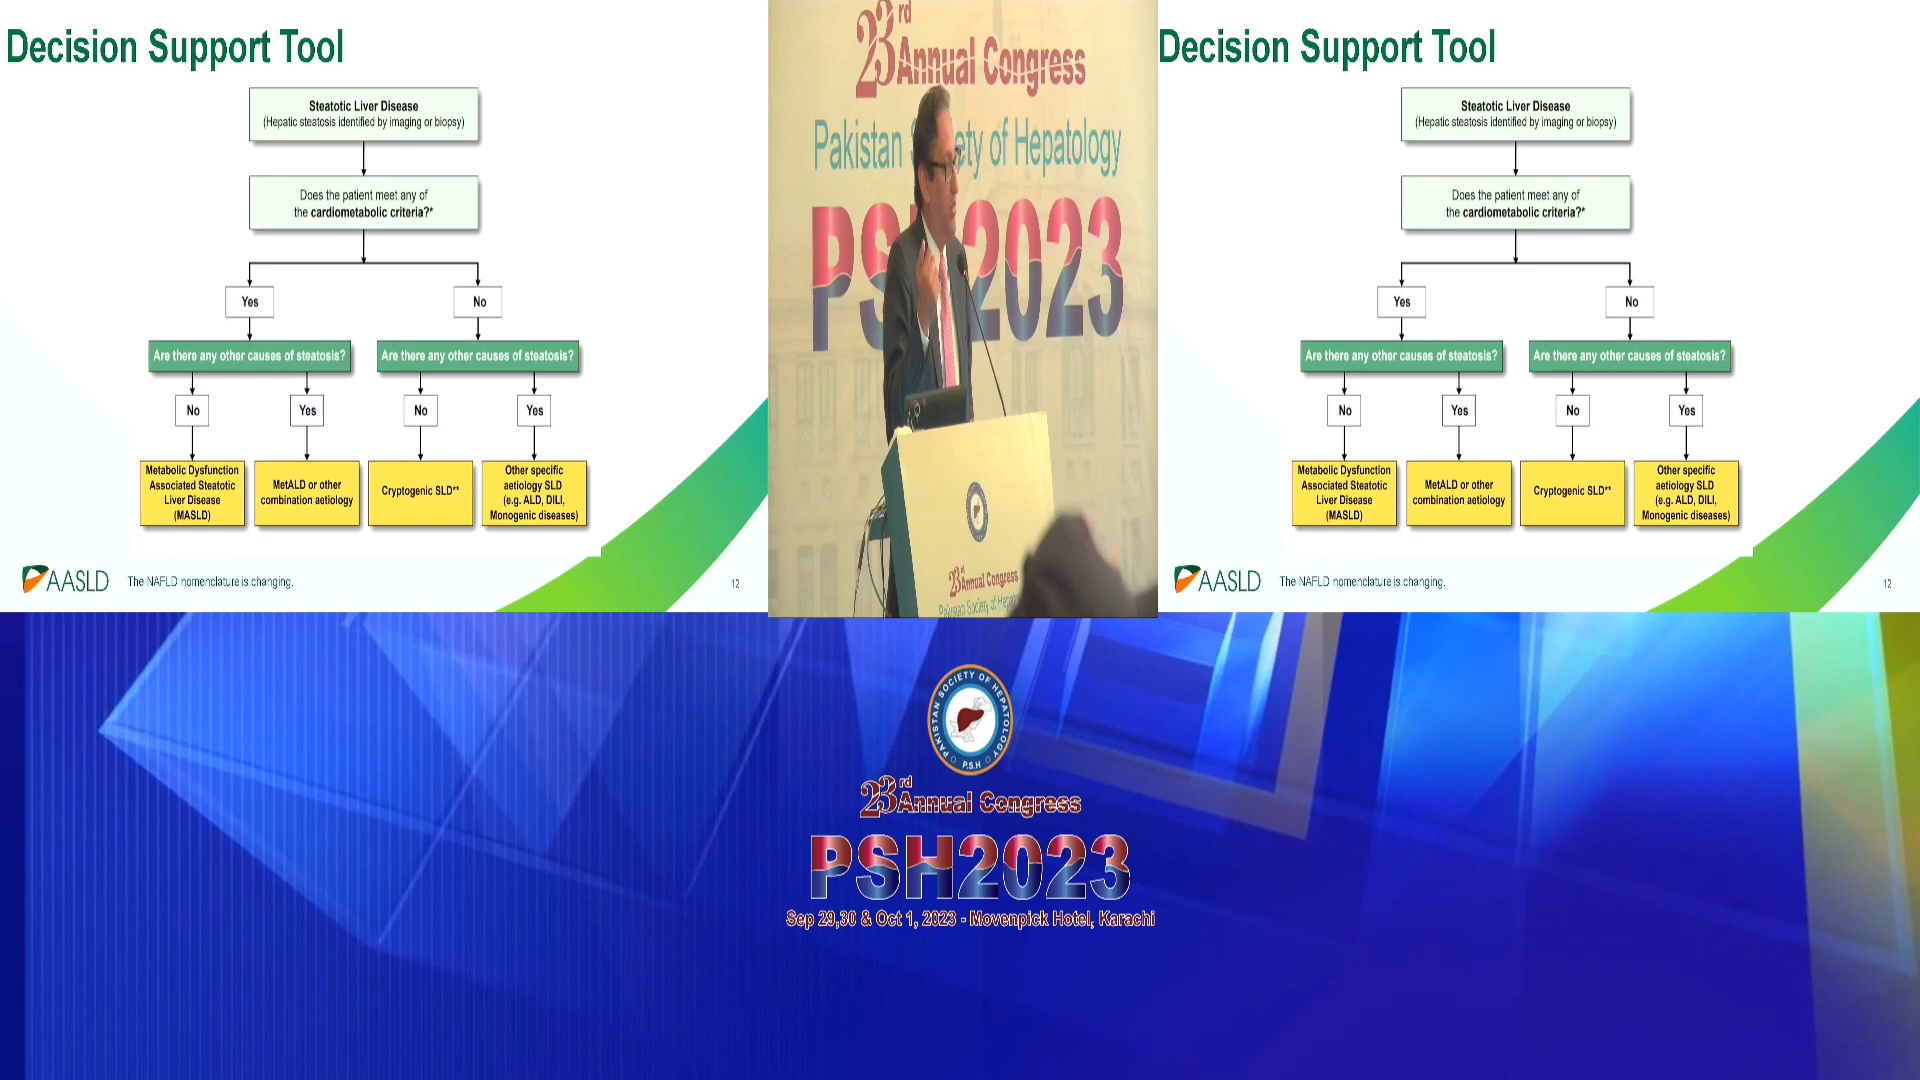 Decision Support Tool
Steatotic Liver Disease
(Hepatic steatosis identified by imaging or biopsy)
Does the patient meet any of
the cardiometabolic criteria?*
Yes
No
Are there any other causes of steatosis?
Are there any other causes of steatosis?
No
Yes
No
Yes
Metabolic Dysfunction
Associated Steatotic
Liver Disease
(MASLD)
MetALD or other
combination aetiology
Cryptogenic SLD**
Other specific
aetiology SLD
(e.g. ALD, DILI,
Monogenic diseases)
AASLD
The NAFLD nomenclature is changing.
12
23rd
Annual Congress
Pakistan S ety of Hepatology
PS 2023
23rd
Annual Congress
Pakistan Society of
Decision Support Tool
Steatotic Liver Disease
(Hepatic steatosis identified by imaging or biopsy)
Does the patient meet any of
the cardiometabolic criteria?*
Yes
No
Are there any other causes of steatosis?
Are there any other causes of steatosis?
No
Yes
No
Yes
Metabolic Dysfunction
Associated Steatotic
Liver Disease
(MASLD)
MetALD or other
combination aetiology
Cryptogenic SLD**
Other specific
aetiology SLD
(e.g. ALD, DILI,
Monogenic diseases)
AASLD
The NAFLD nomenclature is changing.
12
PAKISTAN SOCIETY OF HEPATOLOGY
P.S.H
23rd
Annual Congress
PSH2023
Sep 29,30 & Oct 1, 2023 - Movenpick Hotel, Karachi